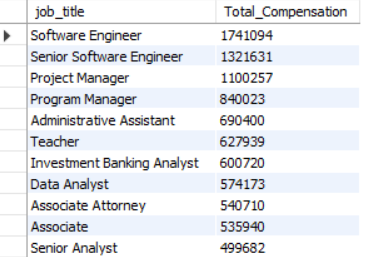 job_title Total_Compensation
Software Engineer 1741094
Senior Software Engineer 1321631
Project Manager 1100257
Program Manager 840023
Administrative Assistant 690400
Teacher 627939
Investment Banking Analyst 600720
Data Analyst 574173
Associate Attorney 540710
Associate 535940
Senior Analyst 499682